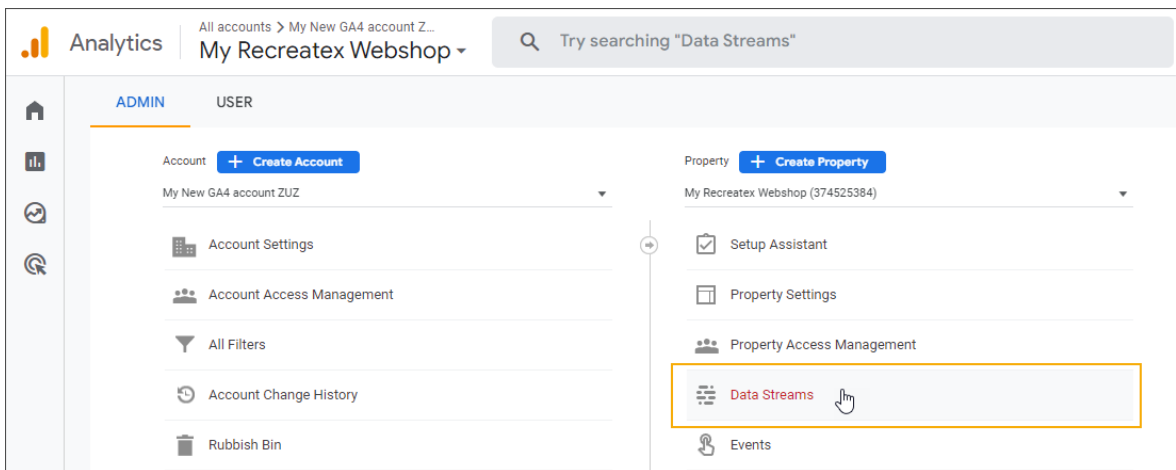 Analytics
All accounts > My New GA4 account Z...
My Recreatex Webshop
Try searching "Data Streams"
ADMIN
USER
Account
+ Create Account
My New GA4 account ZUZ
Account Settings
Account Access Management
All Filters
Account Change History
Rubbish Bin
Property
+ Create Property
My Recreatex Webshop (374525384)
Setup Assistant
Property Settings
Property Access Management
Data Streams
Events